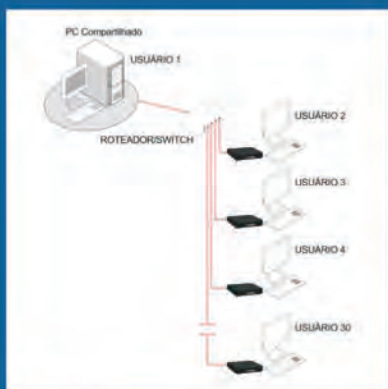 PC Compartilhado
USUÁRIO 1
ROTEADOR/SWITCH
USUÁRIO 2
USUÁRIO 3
USUÁRIO 4
USUÁRIO 30